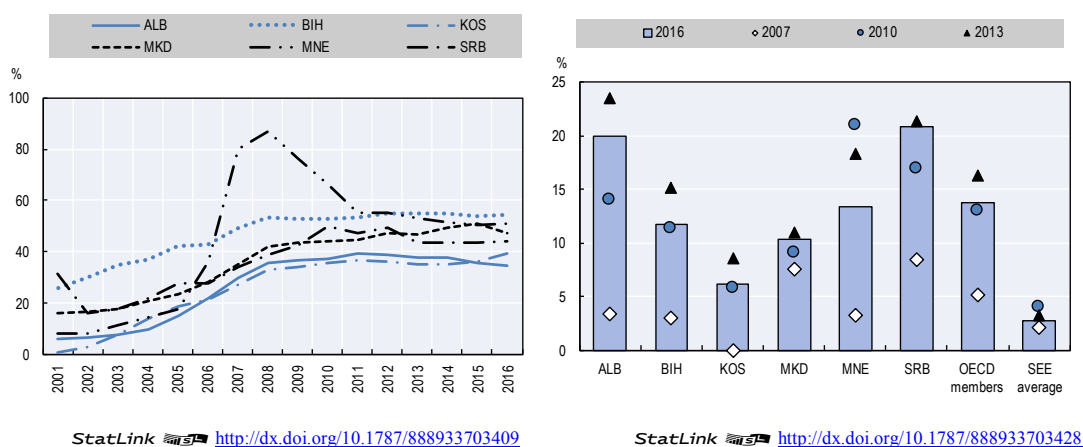 ALB BIH KOS
MKD MNE SRB
%
100
80
60
40
20
0
2001 2002 2003 2004 2005 2006 2007 2008 2009 2010 2011 2012 2013 2014 2015 2016
StatLink http://dx.doi.org/10.1787/888933703409
2016 2007 2010 2013
%
25
20
15
10
5
0
ALB BIH KOS MKD MNE SRB OECD SEE
members average
StatLink http://dx.doi.org/10.1787/888933703428